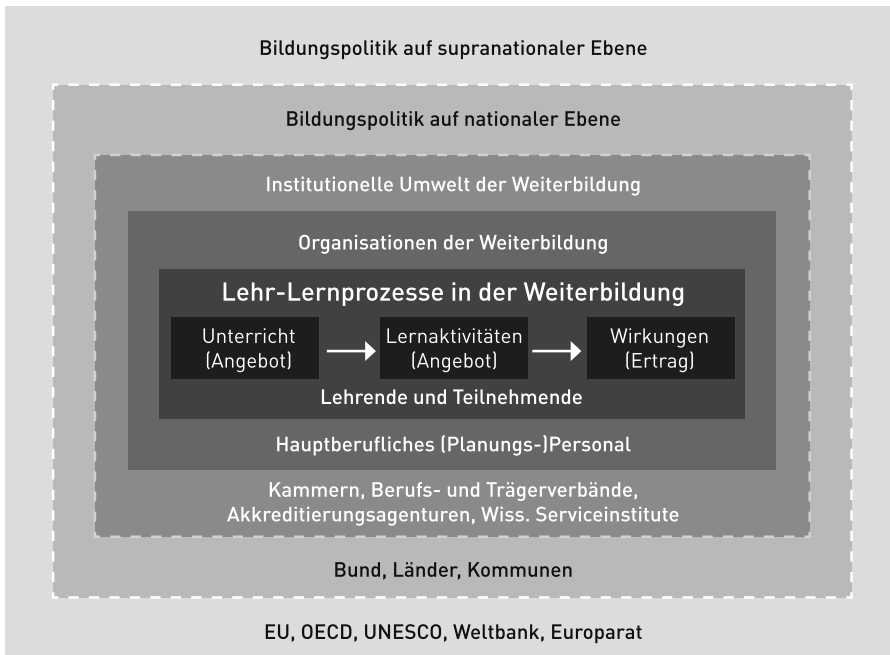 Bildungspolitik auf supranationaler Ebene
Bildungspolitik auf nationaler Ebene
Institutionelle Umwelt der Weiterbildung
Organisationen der Weiterbildung
Lehr-Lernprozesse in der Weiterbildung
Unterricht
(Angebot)
Lernaktivitäten
(Angebot)
Wirkungen
(Ertrag)
Lehrende und Teilnehmende
Hauptberufliches (Planungs-)Personal
Kammern, Berufs- und Trägerverbände,
Akkreditierungsagenturen, Wiss. Serviceinstitute
Bund, Länder, Kommunen
EU, OECD, UNESCO, Weltbank, Europarat